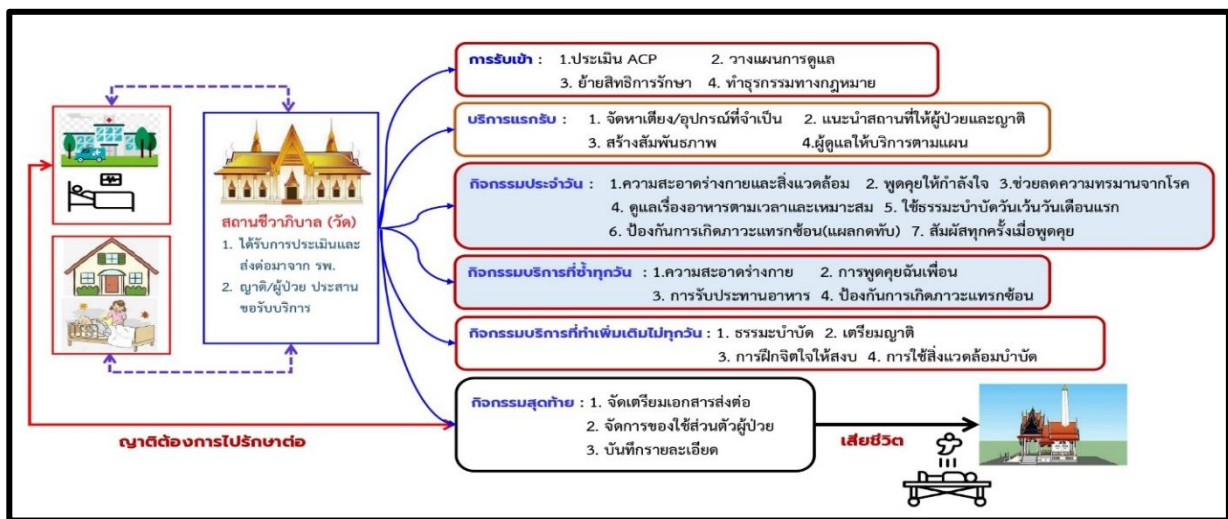 การรับเข้า : 1.ประเมิน ACP 2. วางแผนการดูแล
3. ย้ายสิทธิการรักษา 4. ทำธุรกรรมทางกฎหมาย
บริการแรกรับ : 1. จัดหาเตียง/อุปกรณ์ที่จำเป็น 2. แนะนำสถานที่ให้ผู้ป่วยและญาติ
3. สร้างสัมพันธภาพ 4.ผู้ดูแลให้บริการตามแผน
สถานชีวาภิบาล (วัด)
1. ได้รับการประเมินและ
ส่งต่อมาจาก รพ.
2. ญาติ/ผู้ป่วย ประสาน
ขอรับบริการ
กิจกรรมประจำวัน : 1.ความสะอาดร่างกายและสิ่งแวดล้อม 2. พูดคุยให้กำลังใจ 3.ช่วยลดความทรมานจากโรค
4. ดูแลเรื่องอาหารตามเวลาและเหมาะสม 5. ใช้ธรรมะบำบัดวันเว้นวันเดือนแรก
6. ป้องกันการเกิดภาวะแทรกซ้อน(แผลกดทับ) 7. สัมผัสทุกครั้งเมื่อพูดคุย
กิจกรรมบริการที่ซ้ำทุกวัน : 1.ความสะอาดร่างกาย 2. การพูดคุยฉันเพื่อน
3. การรับประทานอาหาร 4. ป้องกันการเกิดภาวะแทรกซ้อน
กิจกรรมบริการที่ทำเพิ่มเติมไม่ทุกวัน : 1. ธรรมะบำบัด 2. เตรียมญาติ
3. การฝึกจิตใจให้สงบ 4. การใช้สิ่งแวดล้อมบำบัด
กิจกรรมสุดท้าย : 1. จัดเตรียมเอกสารส่งต่อ
2. จัดการของใช้ส่วนตัวผู้ป่วย
3. บันทึกรายละเอียด
ญาติต้องการไปรักษาต่อ
เสียชีวิต